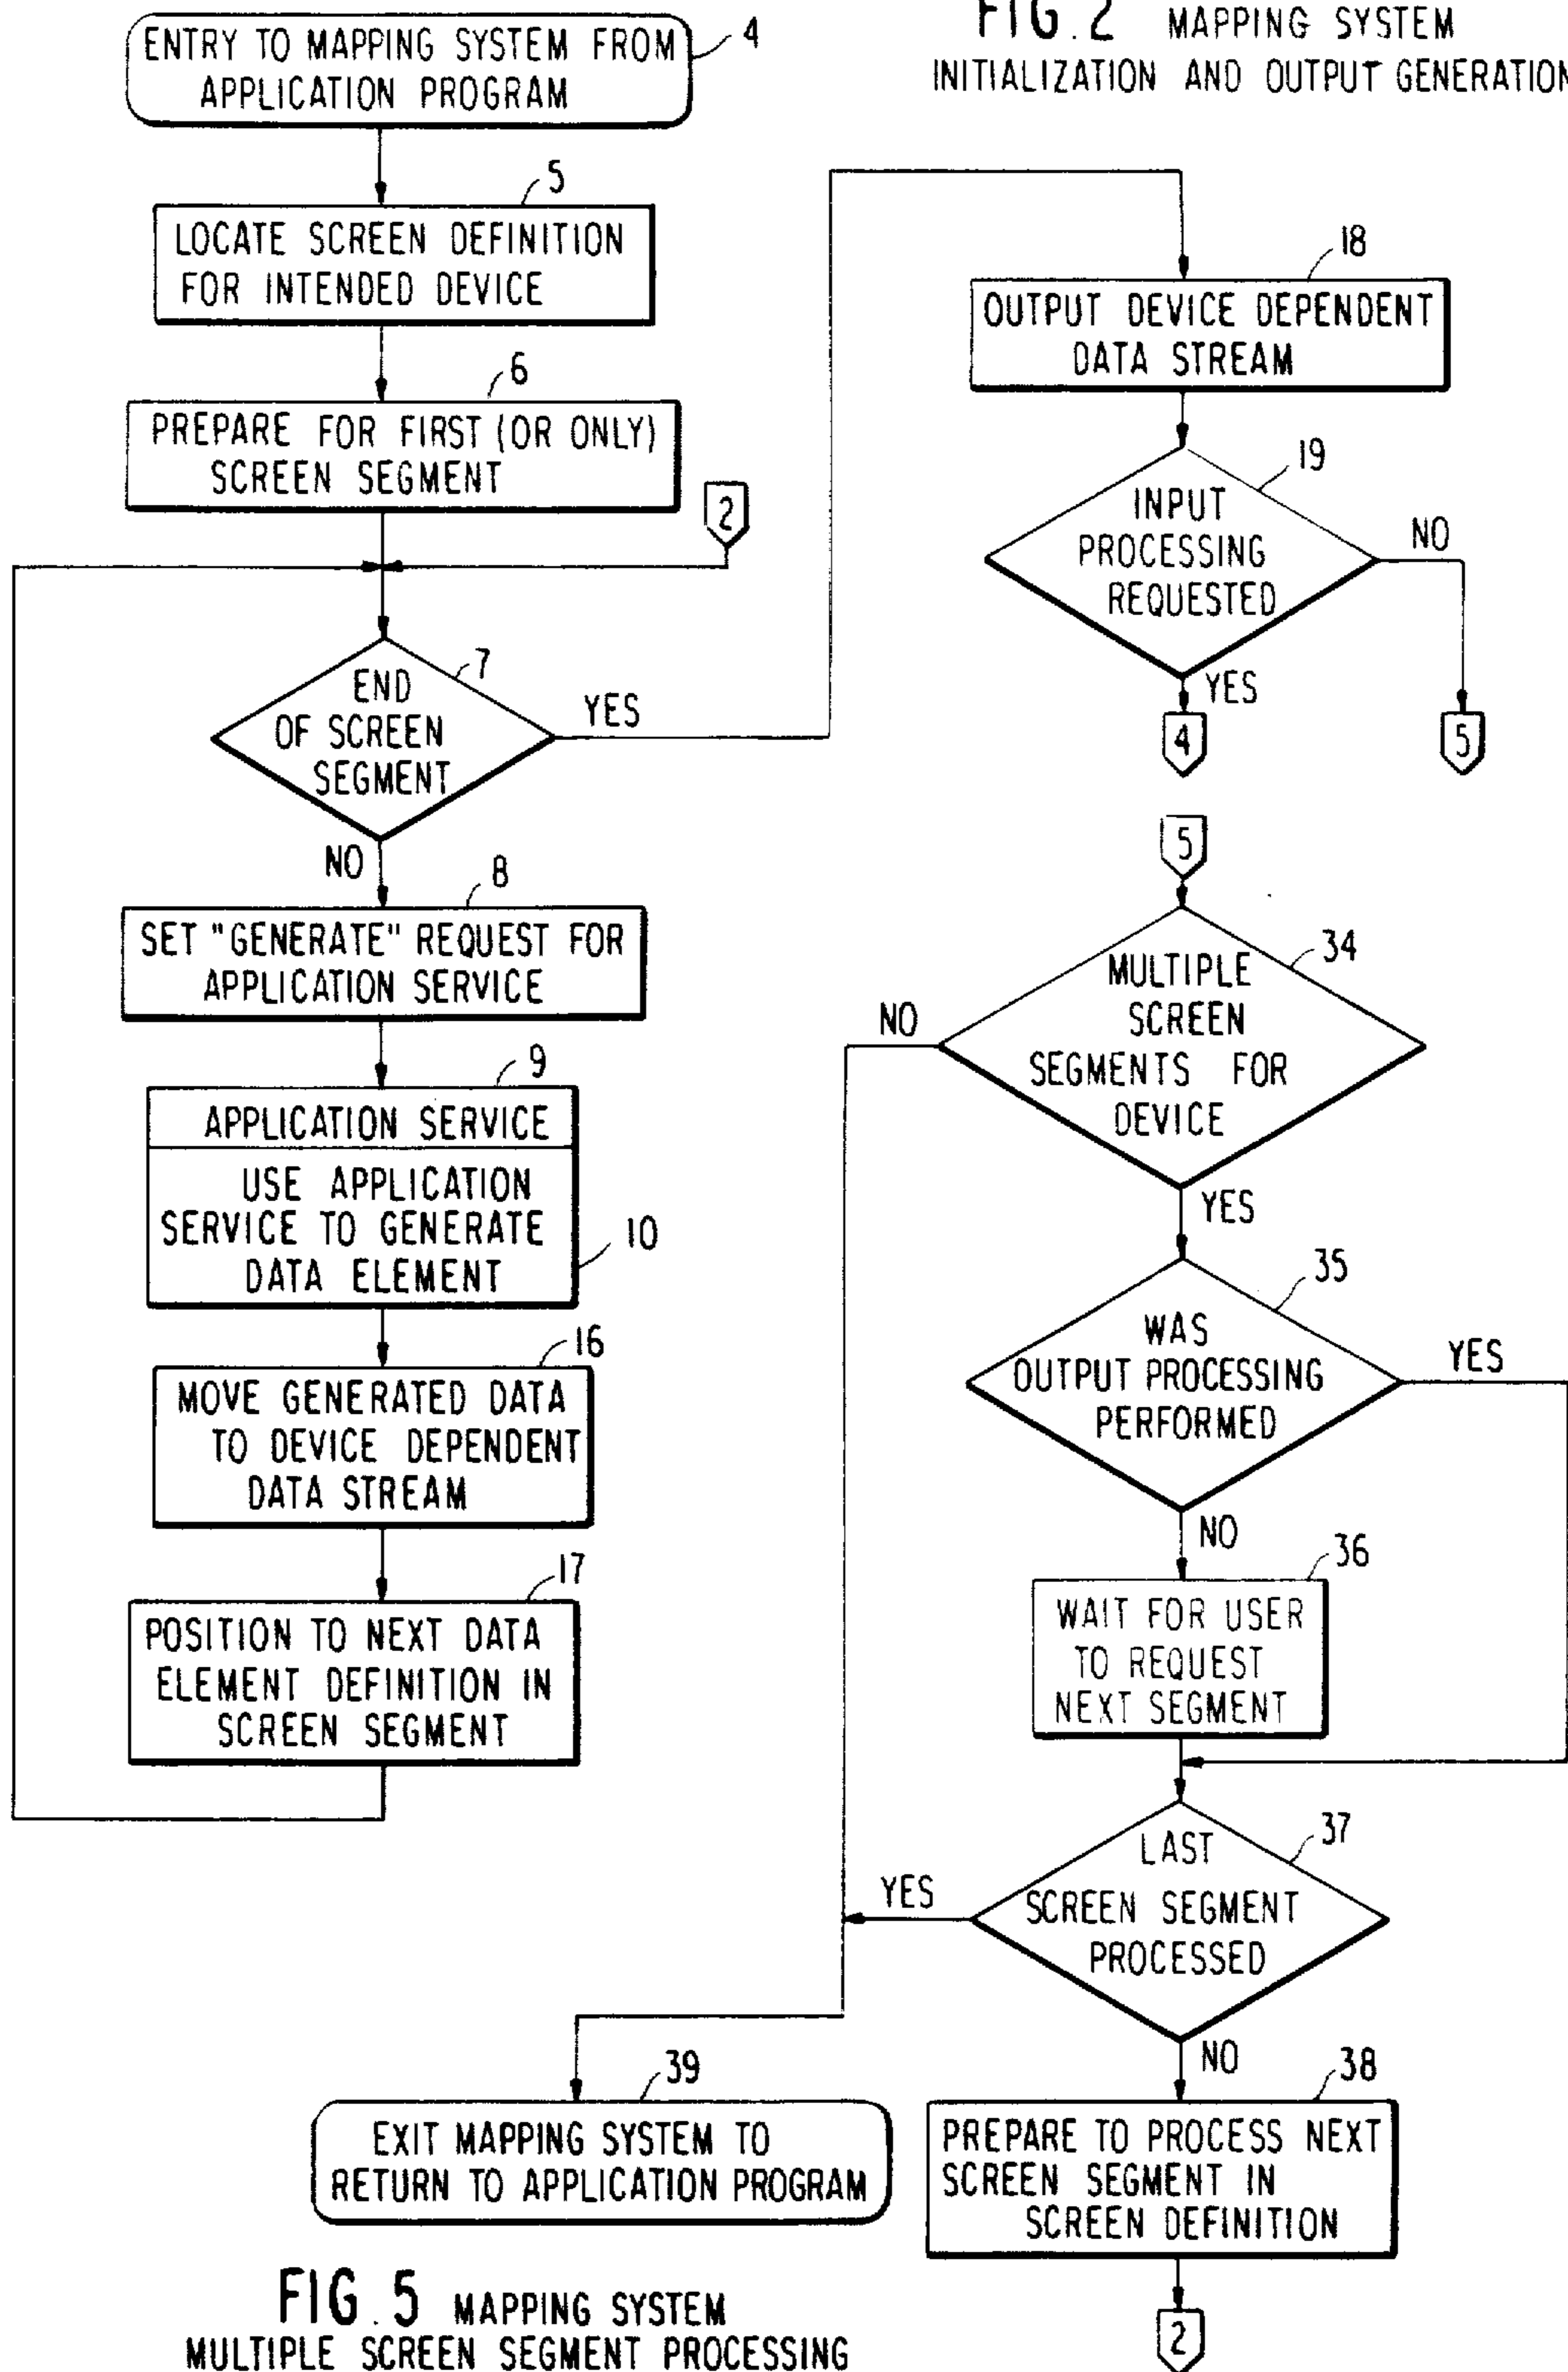 FIG. 2 MAPPING SYSTEM
INITIALIZATION AND OUTPUT GENERATION
ENTRY TO MAPPING SYSTEM FROM
APPLICATION PROGRAM
4
5
LOCATE SCREEN DEFINITION
FOR INTENDED DEVICE
6
PREPARE FOR FIRST (OR ONLY)
SCREEN SEGMENT
2
7
END
OF SCREEN
SEGMENT
YES
NO
8
SET "GENERATE" REQUEST FOR
APPLICATION SERVICE
9
APPLICATION SERVICE
USE APPLICATION
SERVICE TO GENERATE
DATA ELEMENT
10
16
MOVE GENERATED DATA
TO DEVICE DEPENDENT
DATA STREAM
17
POSITION TO NEXT DATA
ELEMENT DEFINITION IN
SCREEN SEGMENT
18
OUTPUT DEVICE DEPENDENT
DATA STREAM
19
INPUT
PROCESSING
REQUESTED
NO
YES
4
5
5
34
MULTIPLE
SCREEN
SEGMENTS FOR
DEVICE
NO
YES
35
WAS
OUTPUT PROCESSING
PERFORMED
YES
NO
36
WAIT FOR USER
TO REQUEST
NEXT SEGMENT
37
LAST
SCREEN SEGMENT
PROCESSED
YES
NO
38
PREPARE TO PROCESS NEXT
SCREEN SEGMENT IN
SCREEN DEFINITION
2
39
EXIT MAPPING SYSTEM TO
RETURN TO APPLICATION PROGRAM
FIG. 5 MAPPING SYSTEM
MULTIPLE SCREEN SEGMENT PROCESSING